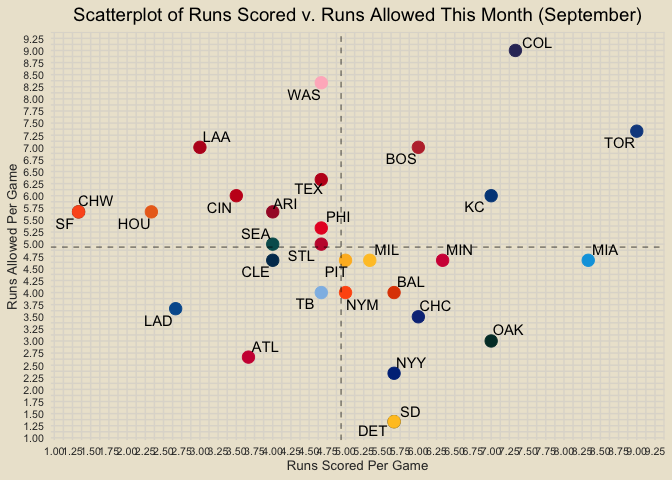 Scatterplot of Runs Scored v. Runs Allowed This Month (September)
9.25
9.00 COL
8.75
8.50
8.25 WAS
8.00
7.75
7.50
7.25 TOR
7.00 LAA BOS
6.75
6.50
6.25 TEX
6.00 CIN KC
5.75 CHW ARI
5.50 SF HOU PHI
5.25 SEA
5.00 STL MIL MIN MIA
4.75 CLE PIT
4.50
4.25 BAL
4.00 TB NYM CHC
3.75
3.50 LAD
3.25 OAK
3.00
2.75 ATL
2.50 NYY
2.25
2.00
1.75
1.50 SD
1.25 DET
1.00
Runs Allowed Per Game
1.00 1.25 1.50 1.75 2.00 2.25 2.50 2.75 3.00 3.25 3.50 3.75 4.00 4.25 4.50 4.75 5.00 5.25 5.50 5.75 6.00 6.25 6.50 6.75 7.00 7.25 7.50 7.75 8.00 8.25 8.50 8.75 9.00 9.25
Runs Scored Per Game